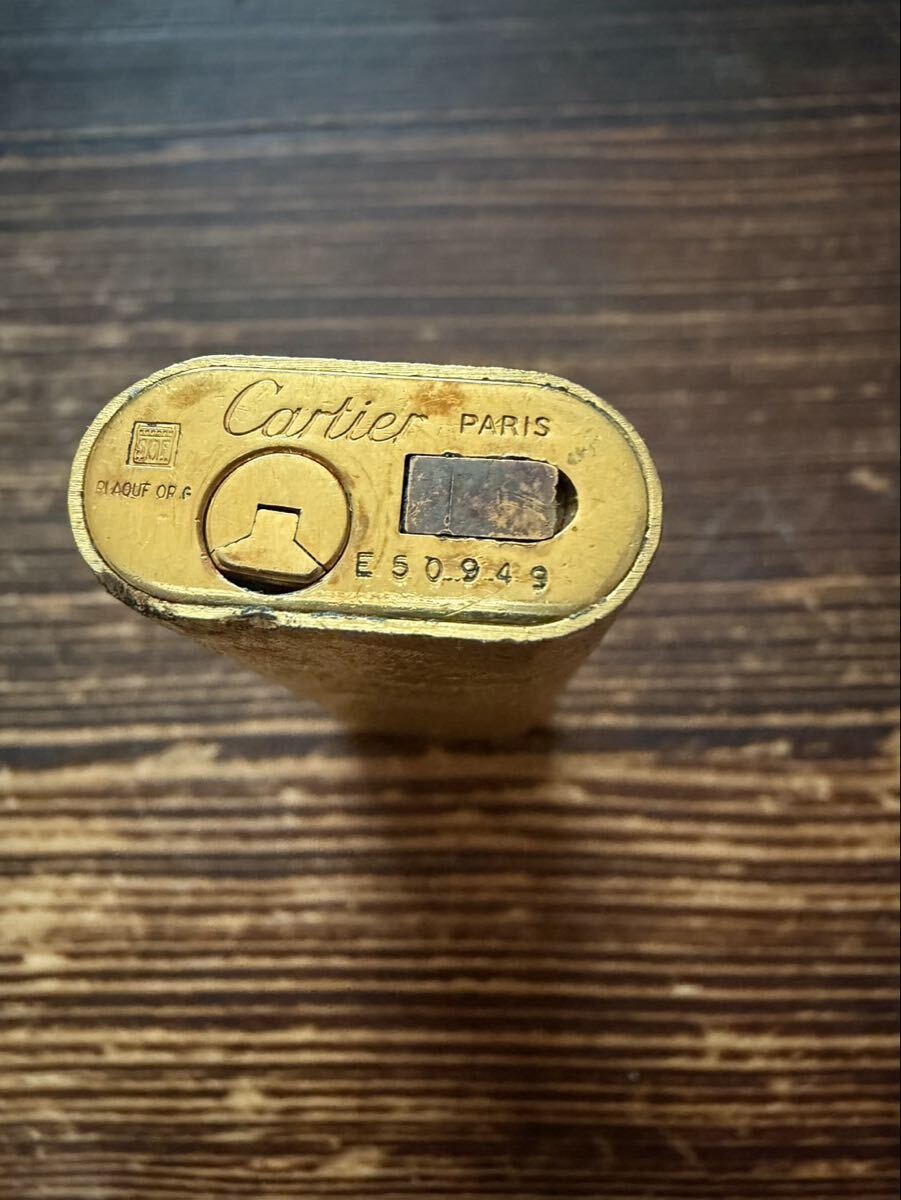 Cartier PARIS
PLAQUE OR G
E50949